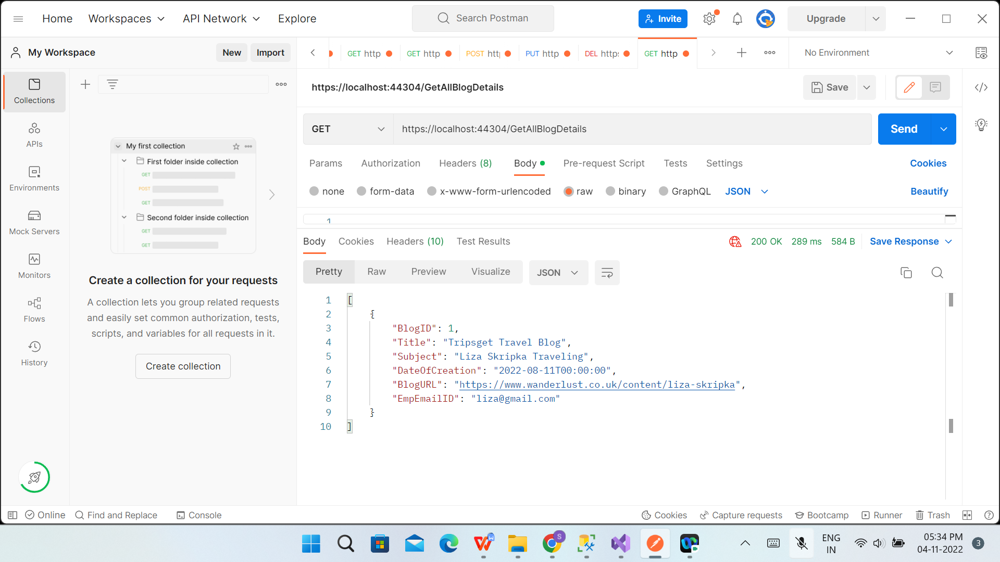 Home
Workspaces
API Network
Explore
Search Postman
Invite
Upgrade
My Workspace
New
Import
GET http
GET http
POST htt
PUT http
DEL http
GET http
No Environment
Collections
APIs
Environments
Mock Servers
Monitors
Flows
History
My first collection
First folder inside collection
GET
POST
GET
Second folder inside collection
GET
GET
Create a collection for your requests
A collection lets you group related requests
and easily set common authorization, tests,
scripts, and variables for all requests in it.
Create collection
https://localhost:44304/GetAllBlogDetails
Save
GET
https://localhost:44304/GetAllBlogDetails
Send
Params
Authorization
Headers (8)
Body
Pre-request Script
Tests
Settings
Cookies
none
form-data
x-www-form-urlencoded
raw
binary
GraphQL
JSON
Beautify
1
Body
Cookies
Headers (10)
Test Results
200 OK
289 ms
584 B
Save Response
Pretty
Raw
Preview
Visualize
JSON
1 [
2 {
3 "BlogID": 1,
4 "Title": "Tripsget Travel Blog",
5 "Subject": "Liza Skripka Traveling",
6 "DateOfCreation": "2022-08-11T00:00:00",
7 "BlogURL": "https://www.wanderlust.co.uk/content/liza-skripka",
8 "EmpEmailID": "liza@gmail.com"
9 }
10 ]
Online
Find and Replace
Console
Cookies
Capture requests
Bootcamp
Runner
Trash
S
ENG
IN
05:34 PM
04-11-2022
3